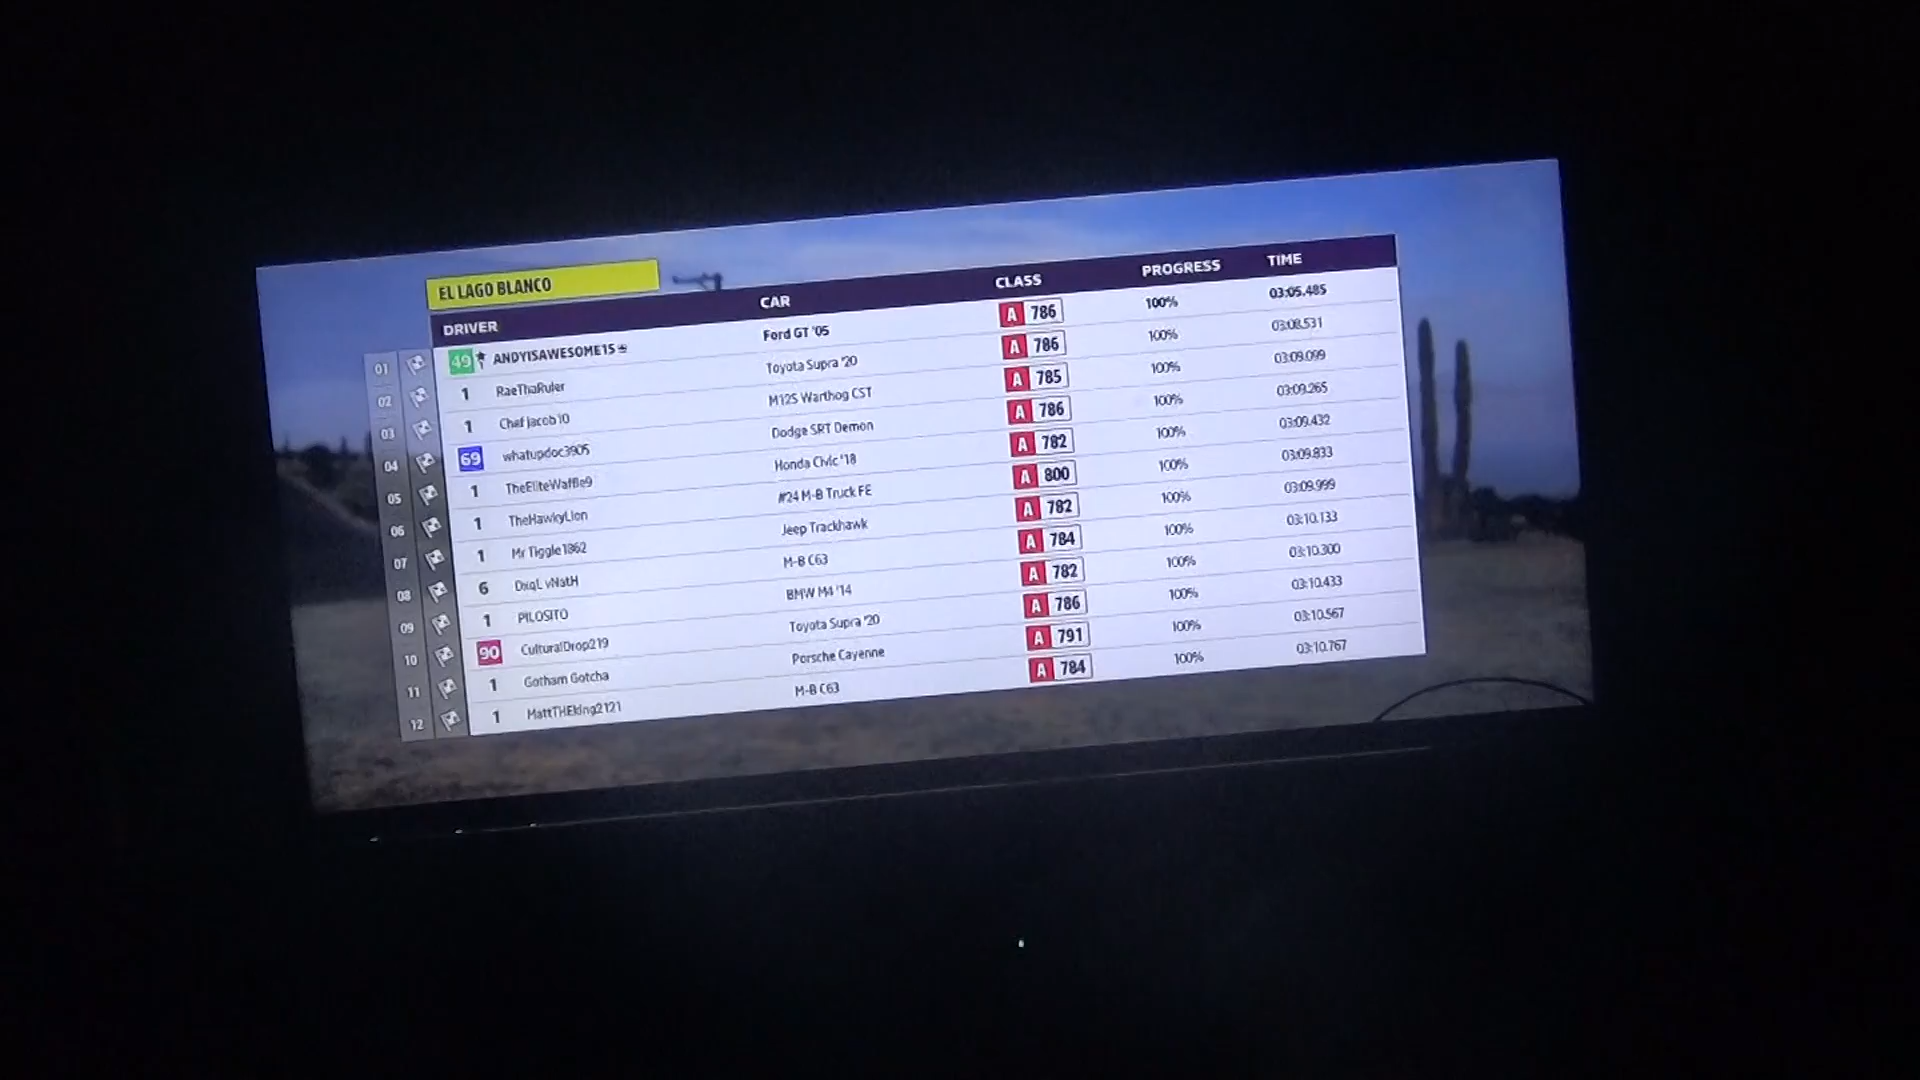 EL LAGO BLANCO
DRIVER CAR CLASS PROGRESS TIME
01 49 ANDYISAWESOME15 Ford GT '05 A 786 100% 03:05.485
02 1 RaeThaRuler Toyota Supra '20 A 786 100% 03:08.531
03 1 Chef Jacob10 M12S Warthog CST A 785 100% 03:09.099
04 69 whatupdoc3905 Dodge SRT Demon A 786 100% 03:09.265
05 1 TheEliteWaffle9 Honda Civic '18 A 782 100% 03:09.432
06 1 TheHawkyLion #24 M-B Truck FE A 800 100% 03:09.833
07 1 Mr Tiggle1862 Jeep Trackhawk A 782 100% 03:09.999
08 6 DxqL vNatH M-B C63 A 784 100% 03:10.133
09 1 PILOSITO BMW M4 '14 A 782 100% 03:10.300
10 90 CulturalDrop219 Toyota Supra '20 A 786 100% 03:10.433
11 1 Gotham Gotcha Porsche Cayenne A 791 100% 03:10.567
12 1 MattTHEking2121 M-B C63 A 784 100% 03:10.767